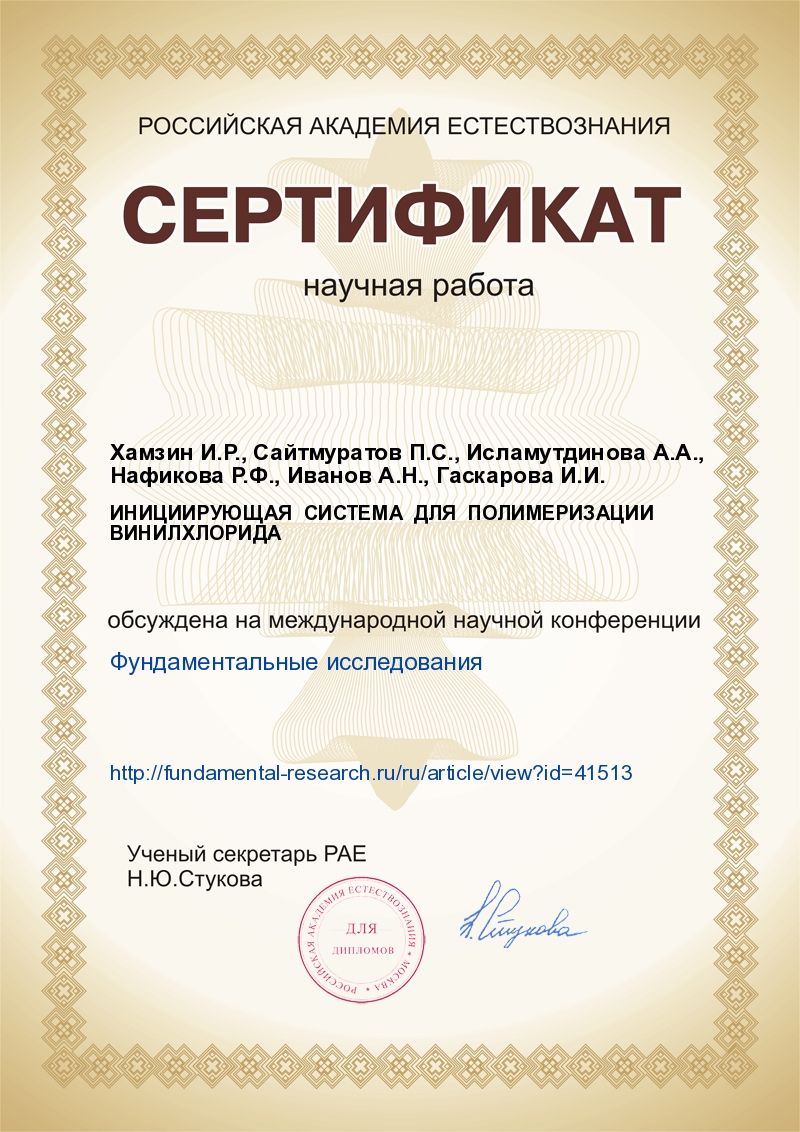 РОССИЙСКАЯ АКАДЕМИЯ ЕСТЕСТВОЗНАНИЯ
СЕРТИФИКАТ
научная работа
Хамзин И.Р., Сайтмуратов П.С., Исламутдинова А.А.,
Нафикова Р.Ф., Иванов А.Н., Гаскарова И.И.
ИНИЦИИРУЮЩАЯ СИСТЕМА ДЛЯ ПОЛИМЕРИЗАЦИИ
ВИНИЛХЛОРИДА
обсуждена на международной научной конференции
Фундаментальные исследования
http://fundamental-research.ru/ru/article/view?id=41513
Ученый секретарь РАЕ
Н.Ю.Стукова
РОССИЙСКАЯ АКАДЕМИЯ ЕСТЕСТВОЗНАНИЯ * МОСКВА *
ДЛЯ
ДИПЛОМОВ
Н.Стукова